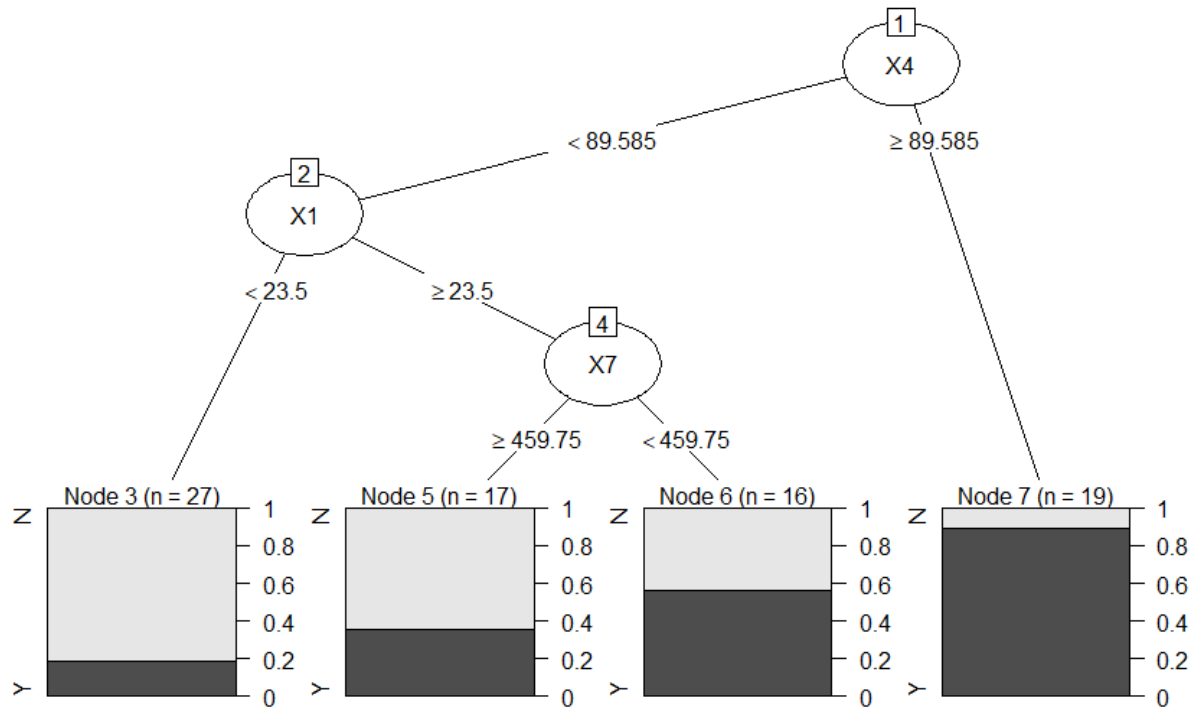 1
X4
< 89.585
≥ 89.585
2
X1
< 23.5
≥ 23.5
4
X7
≥ 459.75
< 459.75
Node 3 (n = 27)
N
Y
1
0.8
0.6
0.4
0.2
0
Node 5 (n = 17)
N
Y
1
0.8
0.6
0.4
0.2
0
Node 6 (n = 16)
N
Y
1
0.8
0.6
0.4
0.2
0
Node 7 (n = 19)
N
Y
1
0.8
0.6
0.4
0.2
0